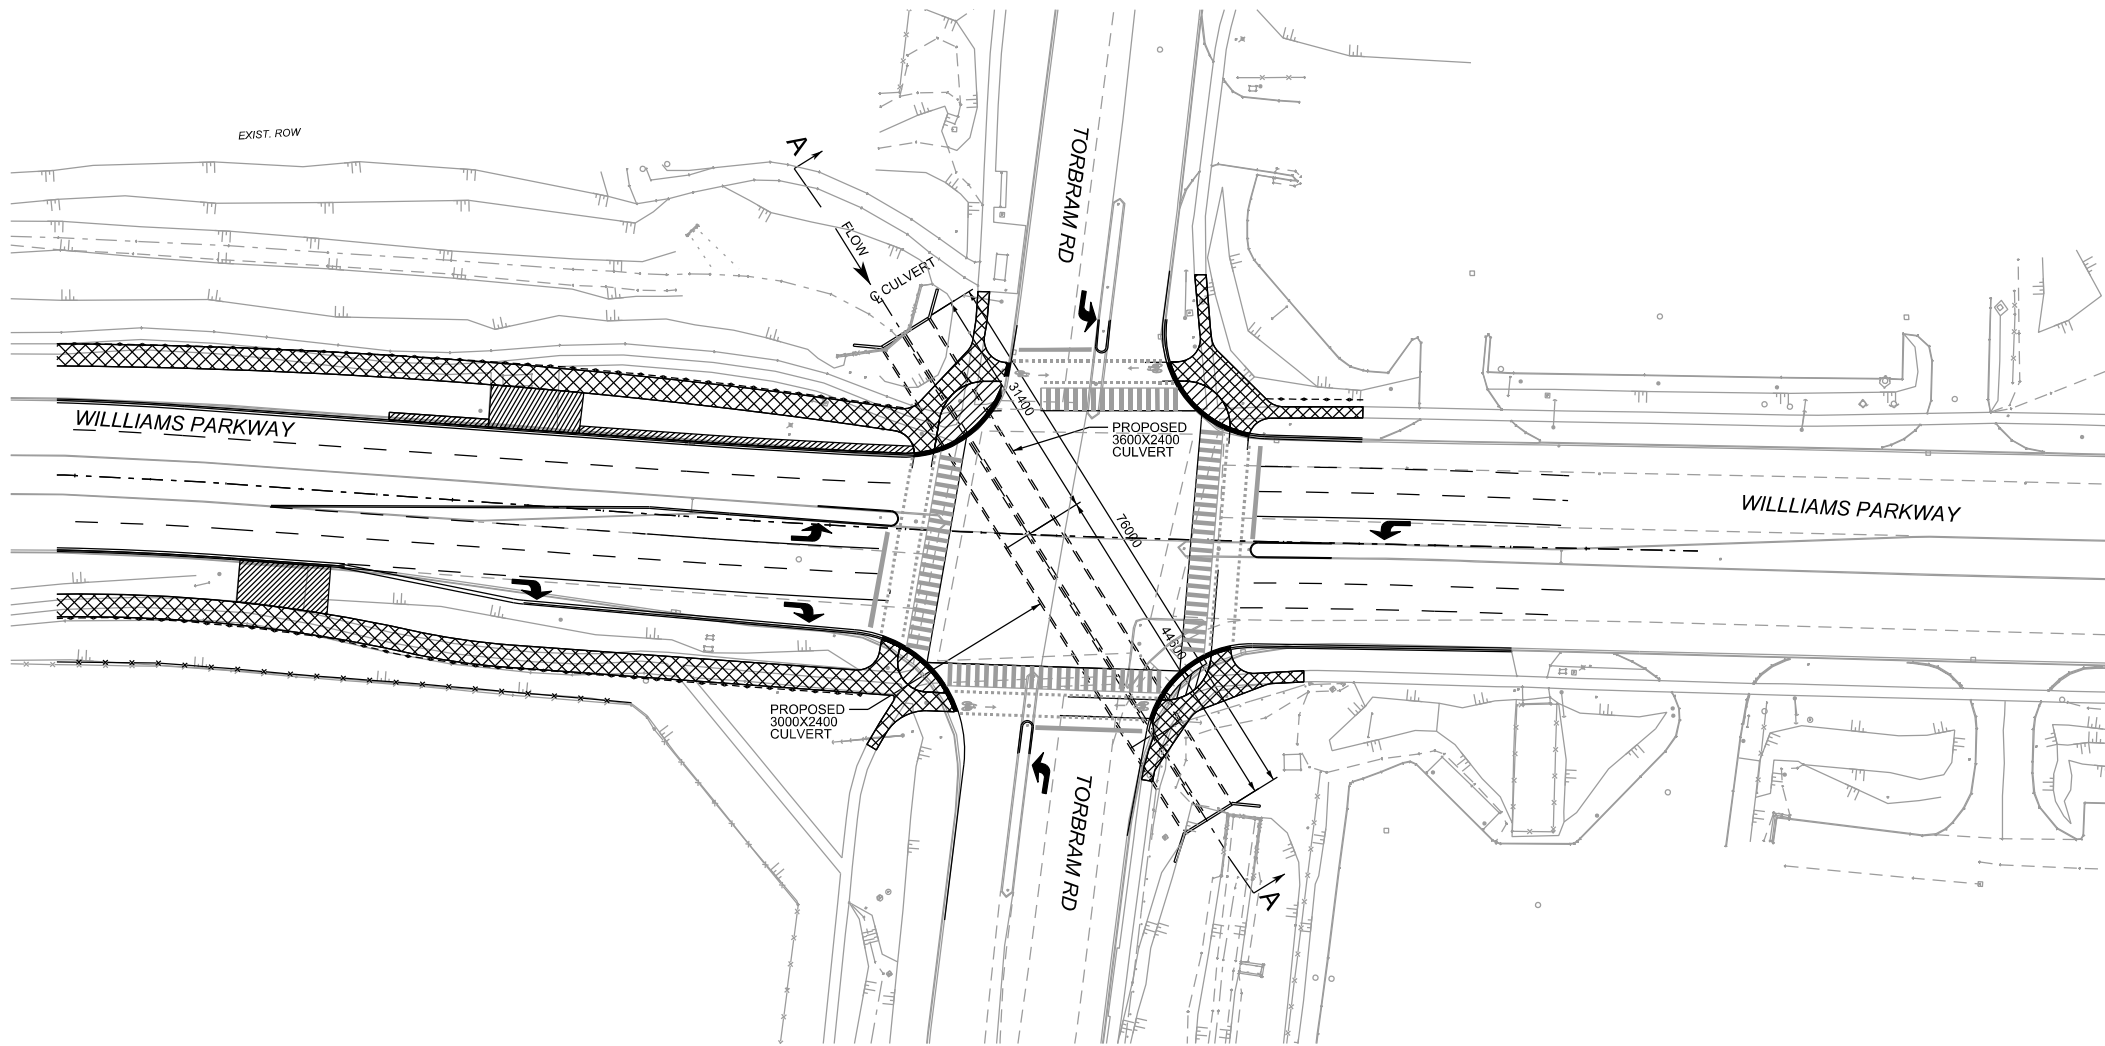 EXIST. ROW
A
TORBRAM RD
FLOW
℄ CULVERT
31400
WILLLIAMS PARKWAY
PROPOSED
3600X2400
CULVERT
76000
WILLLIAMS PARKWAY
44600
PROPOSED
3000X2400
CULVERT
TORBRAM RD
A